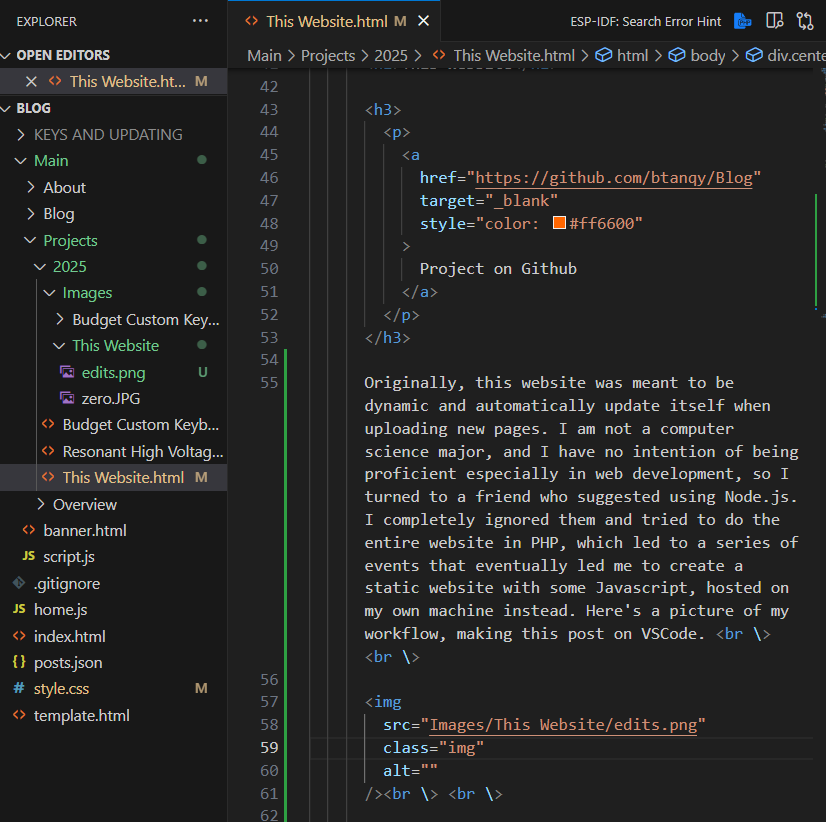 EXPLORER ...
OPEN EDITORS
This Website.ht... M
BLOG
KEYS AND UPDATING
Main
About
Blog
Projects
2025
Images
Budget Custom Key...
This Website
edits.png U
zero.JPG
Budget Custom Keyb...
Resonant High Voltag...
This Website.html M
Overview
banner.html
JS script.js
.gitignore
JS home.js
index.html
{} posts.json
# style.css M
template.html
This Website.html M
ESP-IDF: Search Error Hint
Main > Projects > 2025 > This Website.html > html > body > div.cente
42
43 <h3>
44 <p>
45 <a
46 href="https://github.com/btanqy/Blog"
47 target="_blank"
48 style="color: #ff6600"
49 >
50 Project on Github
51 </a>
52 </p>
53 </h3>
54
55 Originally, this website was meant to be
dynamic and automatically update itself when
uploading new pages. I am not a computer
science major, and I have no intention of being
proficient especially in web development, so I
turned to a friend who suggested using Node.js.
I completely ignored them and tried to do the
entire website in PHP, which led to a series of
events that eventually led me to create a
static website with some Javascript, hosted on
my own machine instead. Here's a picture of my
workflow, making this post on VSCode. <br \>
<br \>
56
57 <img
58 src="Images/This Website/edits.png"
59 class="img"
60 alt=""
61 /><br \> <br \>
62